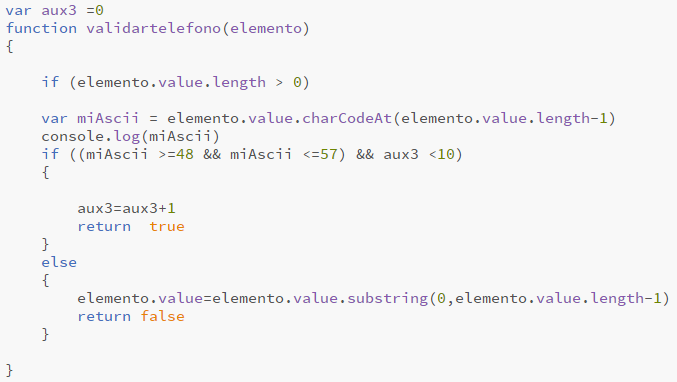 var aux3 =0
function validartelefono(elemento)
{
if (elemento.value.length > 0)
var miAscii = elemento.value.charCodeAt(elemento.value.length-1)
console.log(miAscii)
if ((miAscii >=48 && miAscii <=57) && aux3 <10)
{
aux3=aux3+1
return  true
}
else
{
elemento.value=elemento.value.substring(0,elemento.value.length-1)
return false
}
}